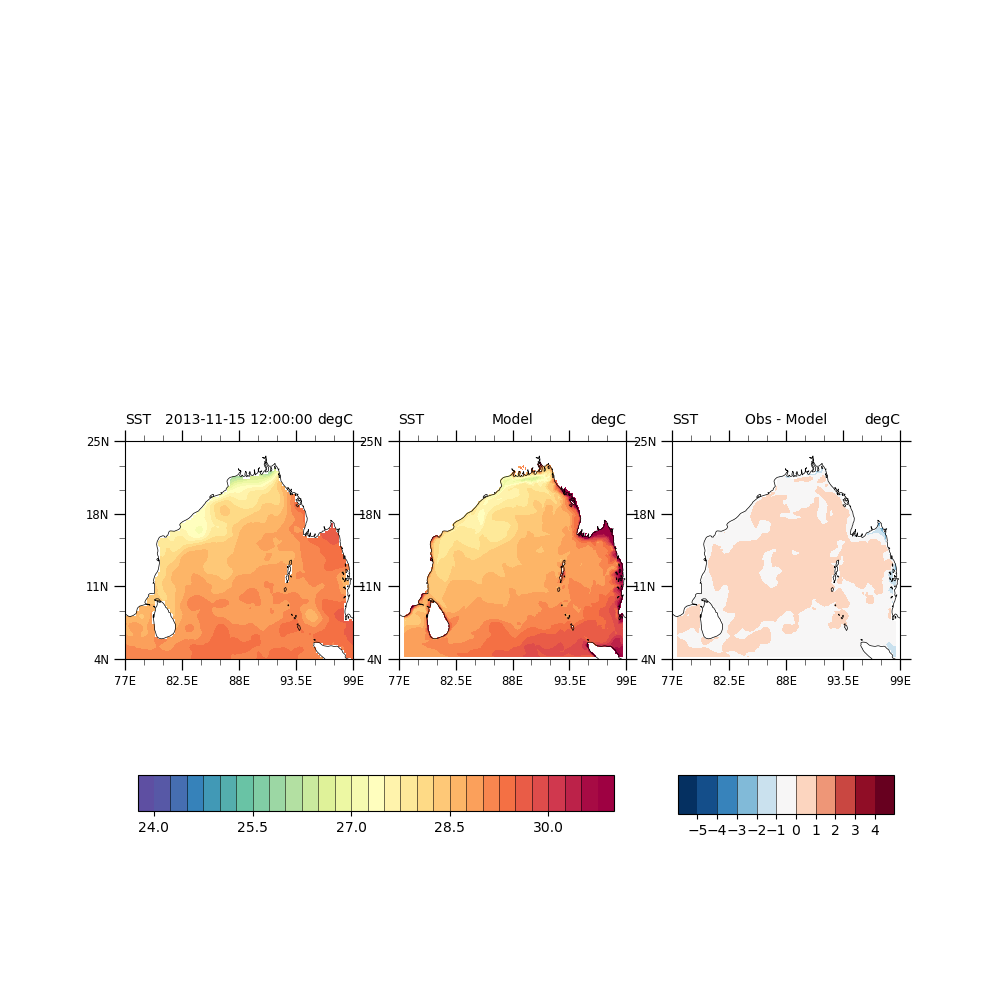 SST 2013-11-15 12:00:00 degC SST Model degC SST Obs - Model degC
25N 25N 25N
18N 18N 18N
11N 11N 11N
4N 4N 4N
77E 82.5E 88E 93.5E 99E 77E 82.5E 88E 93.5E 99E 77E 82.5E 88E 93.5E 99E
24.0 25.5 27.0 28.5 30.0
−5 −4 −3 −2 −1 0 1 2 3 4